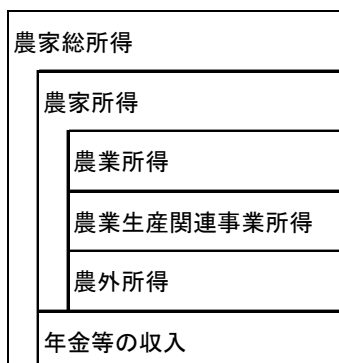 農家総所得
農家所得
農業所得
農業生産関連事業所得
農外所得
年金等の収入